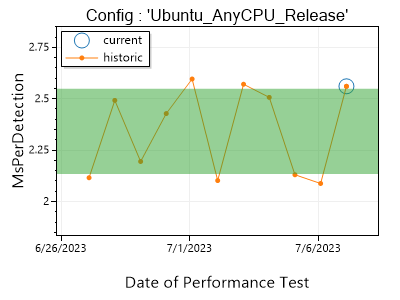 Config : 'Ubuntu_AnyCPU_Release'
current
historic
MsPerDetection
2.75
2.5
2.25
2
6/26/2023
7/1/2023
7/6/2023
Date of Performance Test